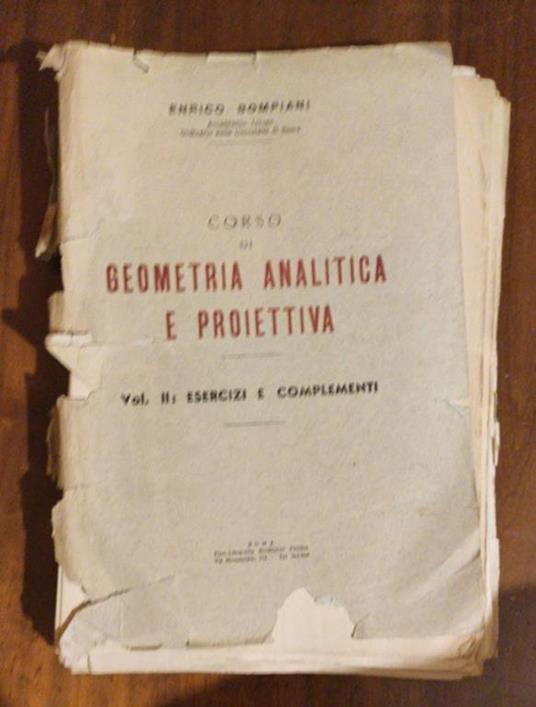 ENRICO BOMPIANI
CORSO
DI
GEOMETRIA ANALITICA
E PROIETTIVA
Vol. II: ESERCIZI E COMPLEMENTI
ROMA